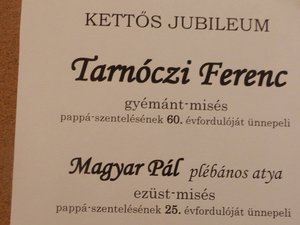 KETTŐS JUBILEUM
Tarnóczi Ferenc
gyémánt-misés
pappá-szentelésének 60. évfordulóját ünnepeli
Magyar Pál plébános atya
ezüst-misés
pappá-szentelésének 25. évfordulóját ünnepeli